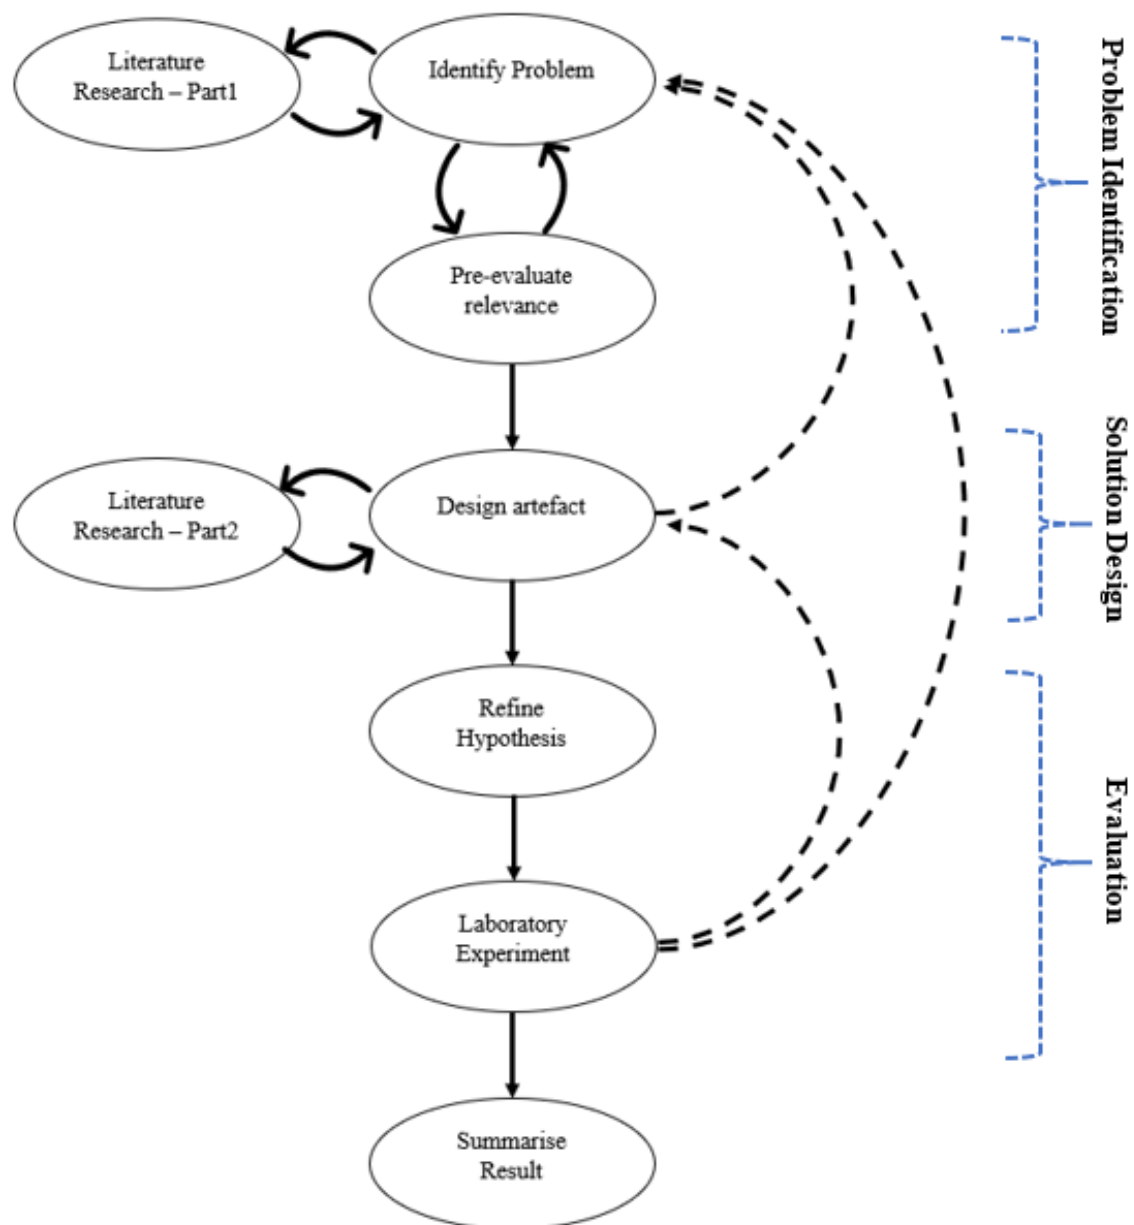 Literature
Research – Part1
Identify Problem
Pre-evaluate
relevance
Literature
Research – Part2
Design artefact
Refine
Hypothesis
Laboratory
Experiment
Summarise
Result
Problem Identification
Solution Design
Evaluation